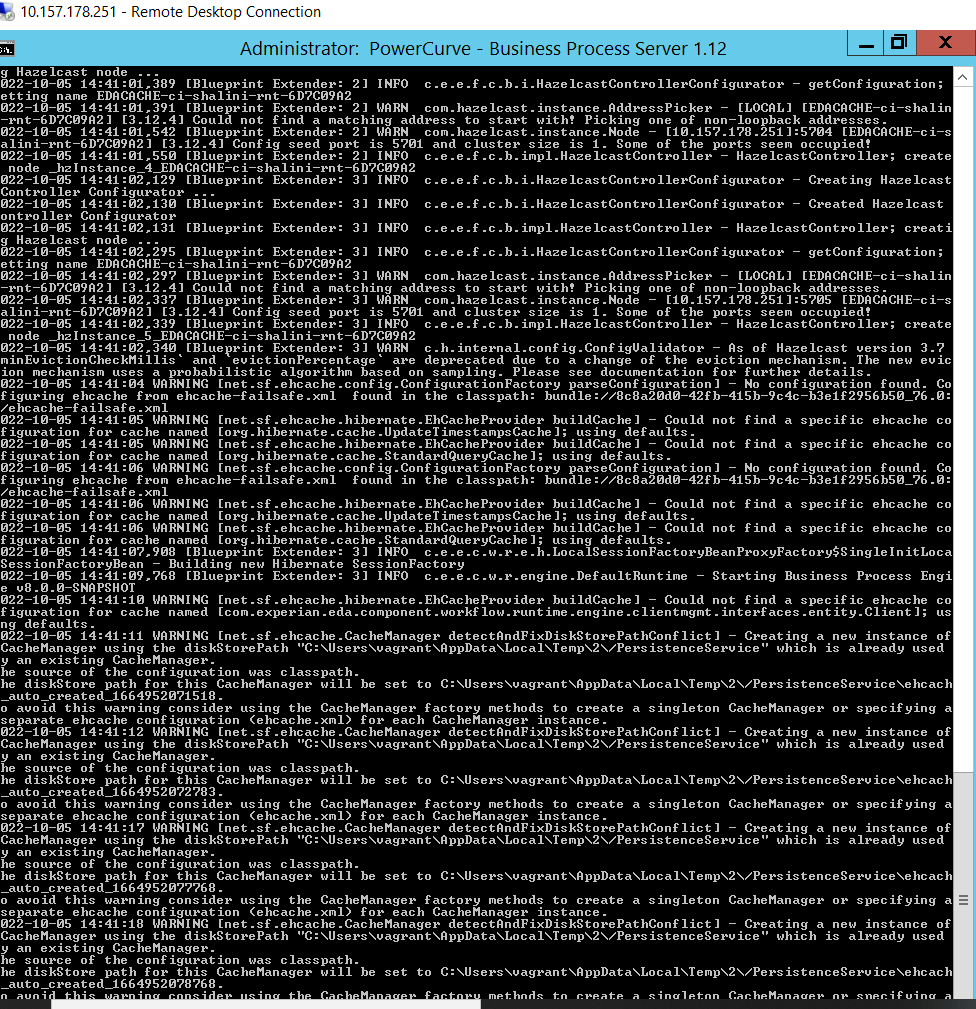 10.157.178.251 - Remote Desktop Connection
Administrator: PowerCurve - Business Process Server 1.12
g Hazelcast node ...
022-10-05 14:41:01,389 [Blueprint Extender: 2] INFO  c.e.e.f.c.b.i.HazelcastControllerConfigurator - getConfiguration;
etting name EDACACHE-ci-shalini-rnt-6D7C09A2
022-10-05 14:41:01,391 [Blueprint Extender: 2] WARN  com.hazelcast.instance.AddressPicker - [LOCAL] [EDACACHE-ci-shalin
-rnt-6D7C09A2] [3.12.4] Could not find a matching address to start with! Picking one of non-loopback addresses.
022-10-05 14:41:01,542 [Blueprint Extender: 2] WARN  com.hazelcast.instance.Node - [10.157.178.251]:5704 [EDACACHE-ci-s
alini-rnt-6D7C09A2] [3.12.4] Config seed port is 5701 and cluster size is 1. Some of the ports seem occupied!
022-10-05 14:41:01,550 [Blueprint Extender: 2] INFO  c.e.e.f.c.b.impl.HazelcastController - HazelcastController; create
 node _hzInstance_4_EDACACHE-ci-shalini-rnt-6D7C09A2
022-10-05 14:41:02,129 [Blueprint Extender: 3] INFO  c.e.e.f.c.b.i.HazelcastControllerConfigurator - Creating Hazelcast
Controller Configurator ...
022-10-05 14:41:02,130 [Blueprint Extender: 3] INFO  c.e.e.f.c.b.i.HazelcastControllerConfigurator - Created Hazelcast
ontroller Configurator
022-10-05 14:41:02,131 [Blueprint Extender: 3] INFO  c.e.e.f.c.b.impl.HazelcastController - HazelcastController; creati
g Hazelcast node ...
022-10-05 14:41:02,295 [Blueprint Extender: 3] INFO  c.e.e.f.c.b.i.HazelcastControllerConfigurator - getConfiguration;
etting name EDACACHE-ci-shalini-rnt-6D7C09A2
022-10-05 14:41:02,297 [Blueprint Extender: 3] WARN  com.hazelcast.instance.AddressPicker - [LOCAL] [EDACACHE-ci-shalin
-rnt-6D7C09A2] [3.12.4] Could not find a matching address to start with! Picking one of non-loopback addresses.
022-10-05 14:41:02,337 [Blueprint Extender: 3] WARN  com.hazelcast.instance.Node - [10.157.178.251]:5705 [EDACACHE-ci-s
alini-rnt-6D7C09A2] [3.12.4] Config seed port is 5701 and cluster size is 1. Some of the ports seem occupied!
022-10-05 14:41:02,339 [Blueprint Extender: 3] INFO  c.e.e.f.c.b.impl.HazelcastController - HazelcastController; create
 node _hzInstance_5_EDACACHE-ci-shalini-rnt-6D7C09A2
022-10-05 14:41:02,340 [Blueprint Extender: 3] WARN  c.h.internal.config.ConfigValidator - As of Hazelcast version 3.7
minEvictionCheckMillis` and `evictionPercentage` are deprecated due to a change of the eviction mechanism. The new evic
ion mechanism uses a probabilistic algorithm based on sampling. Please see documentation for further details.
022-10-05 14:41:04 WARNING [net.sf.ehcache.config.ConfigurationFactory parseConfiguration] - No configuration found. Co
figuring ehcache from ehcache-failsafe.xml  found in the classpath: bundle://8c8a20d0-42fb-415b-9c4c-b3e1f2956b50_76.0:
/ehcache-failsafe.xml
022-10-05 14:41:05 WARNING [net.sf.ehcache.hibernate.EhCacheProvider buildCache] - Could not find a specific ehcache co
figuration for cache named [org.hibernate.cache.UpdateTimestampsCache]; using defaults.
022-10-05 14:41:05 WARNING [net.sf.ehcache.hibernate.EhCacheProvider buildCache] - Could not find a specific ehcache co
figuration for cache named [org.hibernate.cache.StandardQueryCache]; using defaults.
022-10-05 14:41:06 WARNING [net.sf.ehcache.config.ConfigurationFactory parseConfiguration] - No configuration found. Co
figuring ehcache from ehcache-failsafe.xml  found in the classpath: bundle://8c8a20d0-42fb-415b-9c4c-b3e1f2956b50_76.0:
/ehcache-failsafe.xml
022-10-05 14:41:06 WARNING [net.sf.ehcache.hibernate.EhCacheProvider buildCache] - Could not find a specific ehcache co
figuration for cache named [org.hibernate.cache.UpdateTimestampsCache]; using defaults.
022-10-05 14:41:06 WARNING [net.sf.ehcache.hibernate.EhCacheProvider buildCache] - Could not find a specific ehcache co
figuration for cache named [org.hibernate.cache.StandardQueryCache]; using defaults.
022-10-05 14:41:07,908 [Blueprint Extender: 3] INFO  c.e.e.c.w.r.e.h.LocalSessionFactoryBeanProxyFactory$SingleInitLoca
SessionFactoryBean - Building new Hibernate SessionFactory
022-10-05 14:41:09,768 [Blueprint Extender: 3] INFO  c.e.e.c.w.r.engine.DefaultRuntime - Starting Business Process Engi
e v8.0.0-SNAPSHOT
022-10-05 14:41:10 WARNING [net.sf.ehcache.hibernate.EhCacheProvider buildCache] - Could not find a specific ehcache co
figuration for cache named [com.experian.eda.component.workflow.runtime.engine.clientmgmt.interfaces.entity.Client]; us
ng defaults.
022-10-05 14:41:11 WARNING [net.sf.ehcache.CacheManager detectAndFixDiskStorePathConflict] - Creating a new instance of
CacheManager using the diskStorePath "C:\Users\vagrant\AppData\Local\Temp\2\/PersistenceService" which is already used
y an existing CacheManager.
he source of the configuration was classpath.
he diskStore path for this CacheManager will be set to C:\Users\vagrant\AppData\Local\Temp\2\/PersistenceService\ehcach
_auto_created_1664952071518.
o avoid this warning consider using the CacheManager factory methods to create a singleton CacheManager or specifying a
separate ehcache configuration (ehcache.xml) for each CacheManager instance.
022-10-05 14:41:12 WARNING [net.sf.ehcache.CacheManager detectAndFixDiskStorePathConflict] - Creating a new instance of
CacheManager using the diskStorePath "C:\Users\vagrant\AppData\Local\Temp\2\/PersistenceService" which is already used
y an existing CacheManager.
he source of the configuration was classpath.
he diskStore path for this CacheManager will be set to C:\Users\vagrant\AppData\Local\Temp\2\/PersistenceService\ehcach
_auto_created_1664952072783.
o avoid this warning consider using the CacheManager factory methods to create a singleton CacheManager or specifying a
separate ehcache configuration (ehcache.xml) for each CacheManager instance.
022-10-05 14:41:17 WARNING [net.sf.ehcache.CacheManager detectAndFixDiskStorePathConflict] - Creating a new instance of
CacheManager using the diskStorePath "C:\Users\vagrant\AppData\Local\Temp\2\/PersistenceService" which is already used
y an existing CacheManager.
he source of the configuration was classpath.
he diskStore path for this CacheManager will be set to C:\Users\vagrant\AppData\Local\Temp\2\/PersistenceService\ehcach
_auto_created_1664952077768.
o avoid this warning consider using the CacheManager factory methods to create a singleton CacheManager or specifying a
separate ehcache configuration (ehcache.xml) for each CacheManager instance.
022-10-05 14:41:18 WARNING [net.sf.ehcache.CacheManager detectAndFixDiskStorePathConflict] - Creating a new instance of
CacheManager using the diskStorePath "C:\Users\vagrant\AppData\Local\Temp\2\/PersistenceService" which is already used
y an existing CacheManager.
he source of the configuration was classpath.
he diskStore path for this CacheManager will be set to C:\Users\vagrant\AppData\Local\Temp\2\/PersistenceService\ehcach
_auto_created_1664952078768.
o avoid this warning consider using the CacheManager factory methods to create a singleton CacheManager or specifying a